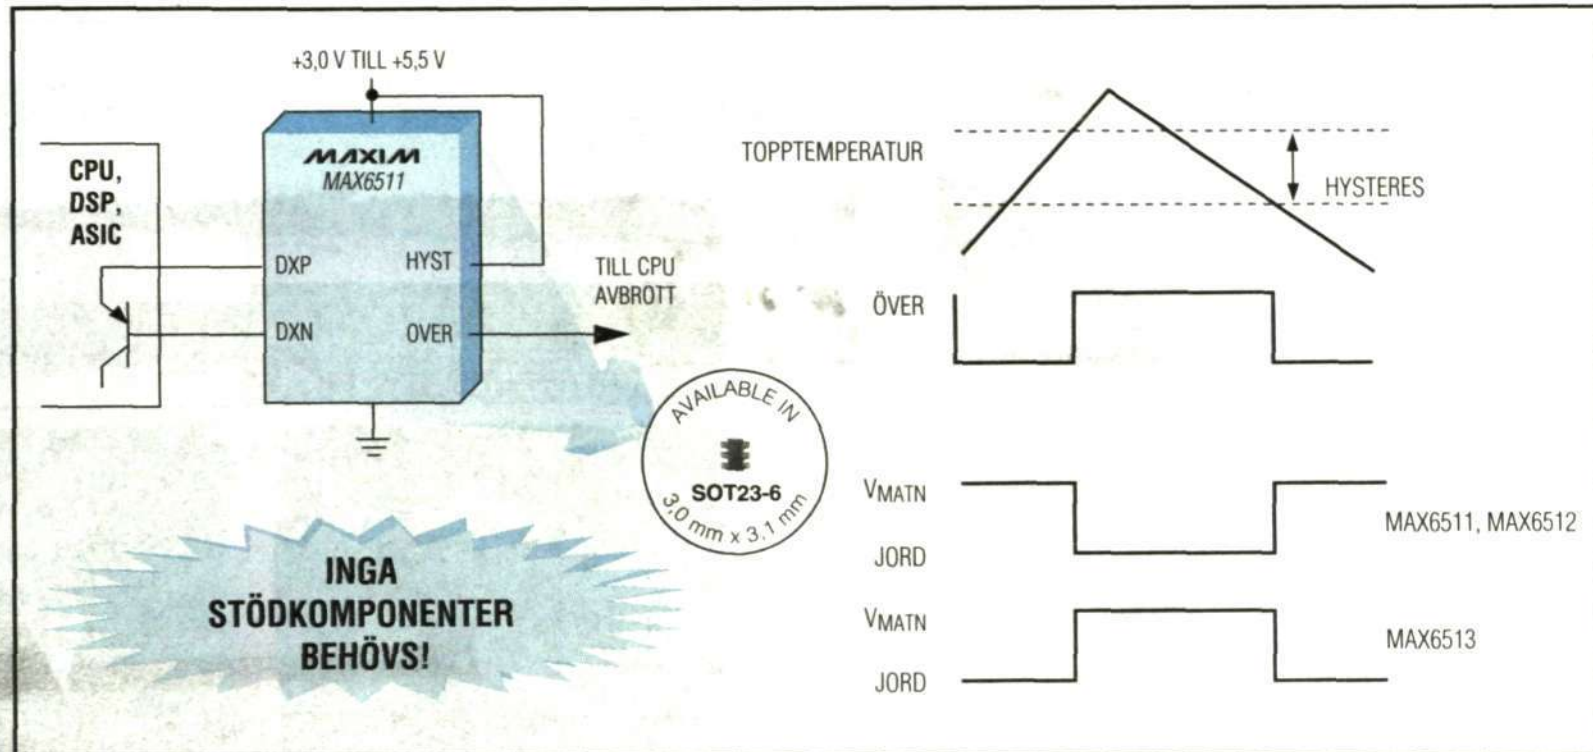 +3,0 V TILL +5,5 V
CPU,
DSP,
ASIC
MAXIM
MAX6511
DXP
HYST
DXN
OVER
TILL CPU
AVBROTT
AVAILABLE IN
SOT23-6
3,0 mm x 3,1 mm
INGA
STÖDKOMPONENTER
BEHÖVS!
TOPPTEMPERATUR
HYSTERES
ÖVER
VMATN
JORD
MAX6511, MAX6512
VMATN
JORD
MAX6513